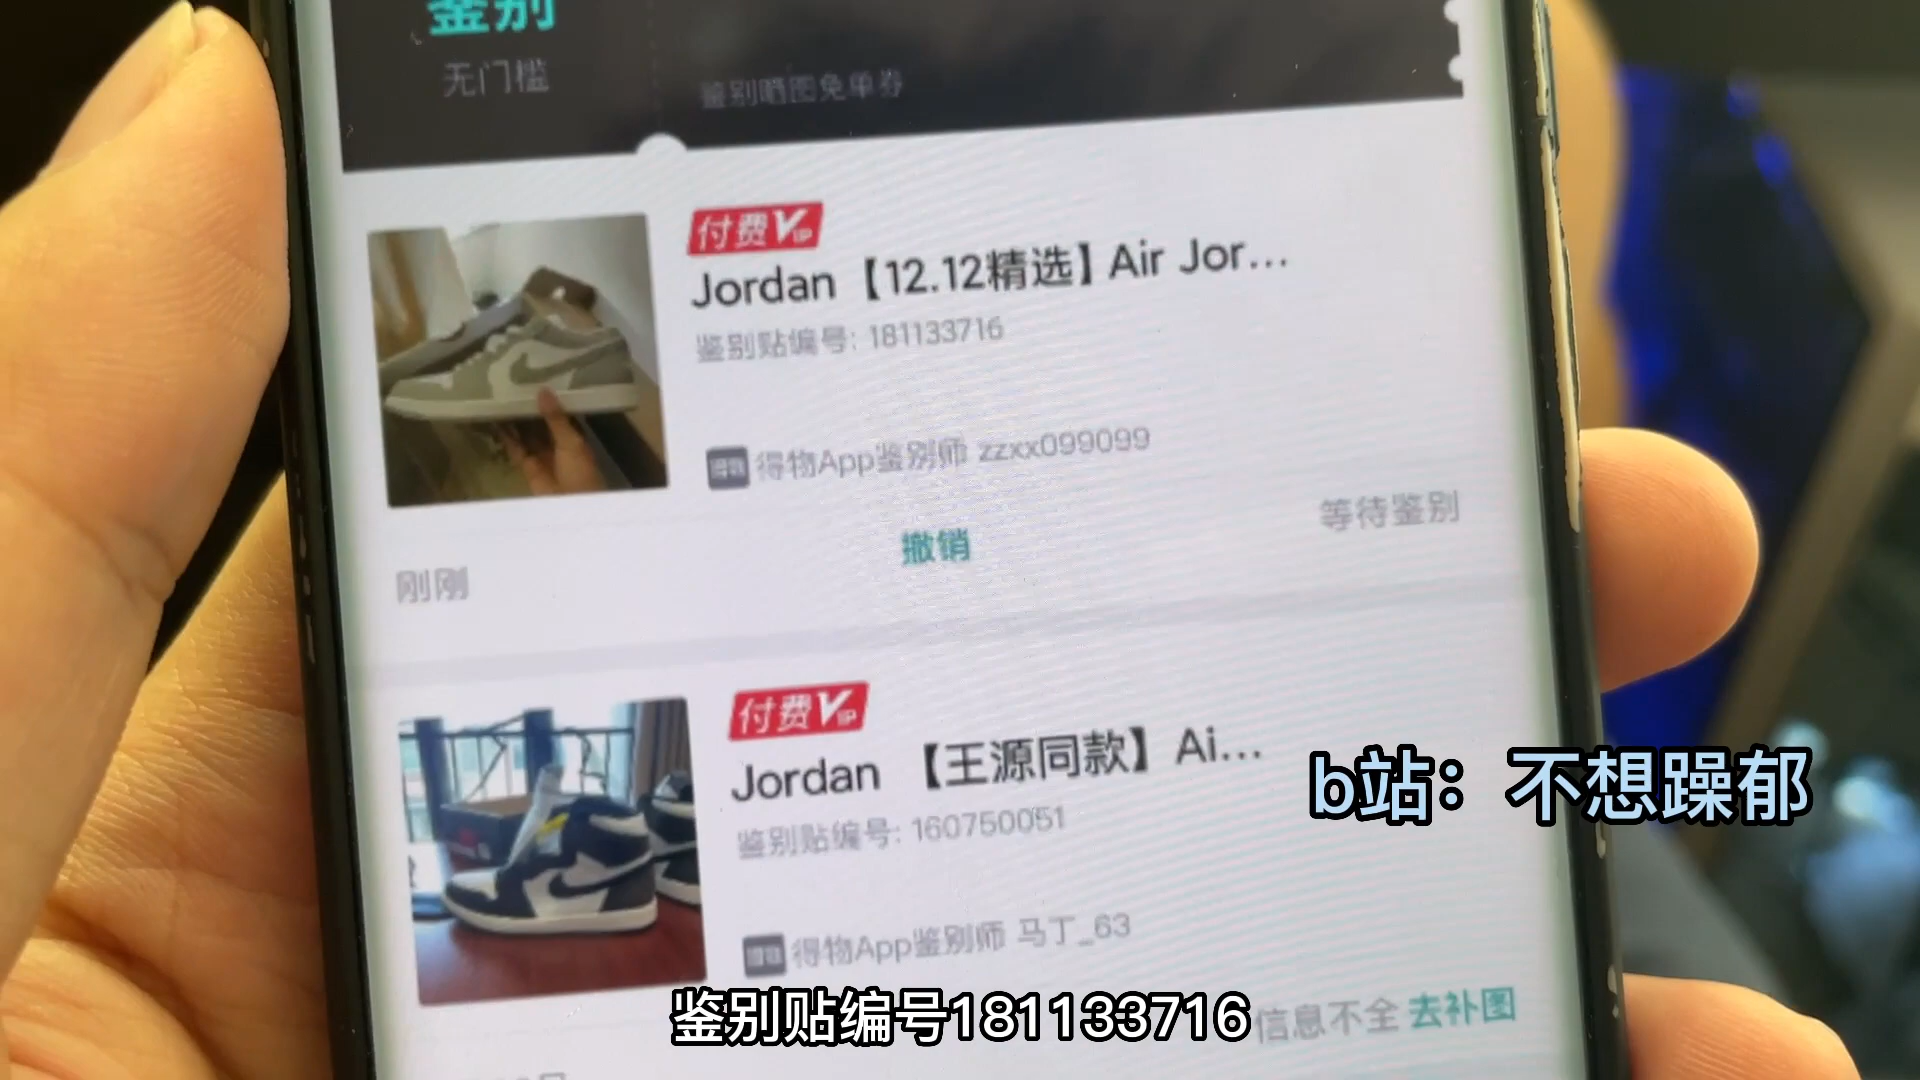 鉴别
无门槛
鉴别晒图免单券
付费VIP
Jordan【12.12精选】Air Jor...
鉴别贴编号: 181133716
得物App鉴别师 zzxx099099
等待鉴别
撤销
刚刚
付费VIP
Jordan 【王源同款】 Ai...
鉴别贴编号: 160750051
b站：不想躁郁
得物App鉴别师 马丁_63
信息不全 去补图
鉴别贴编号181133716